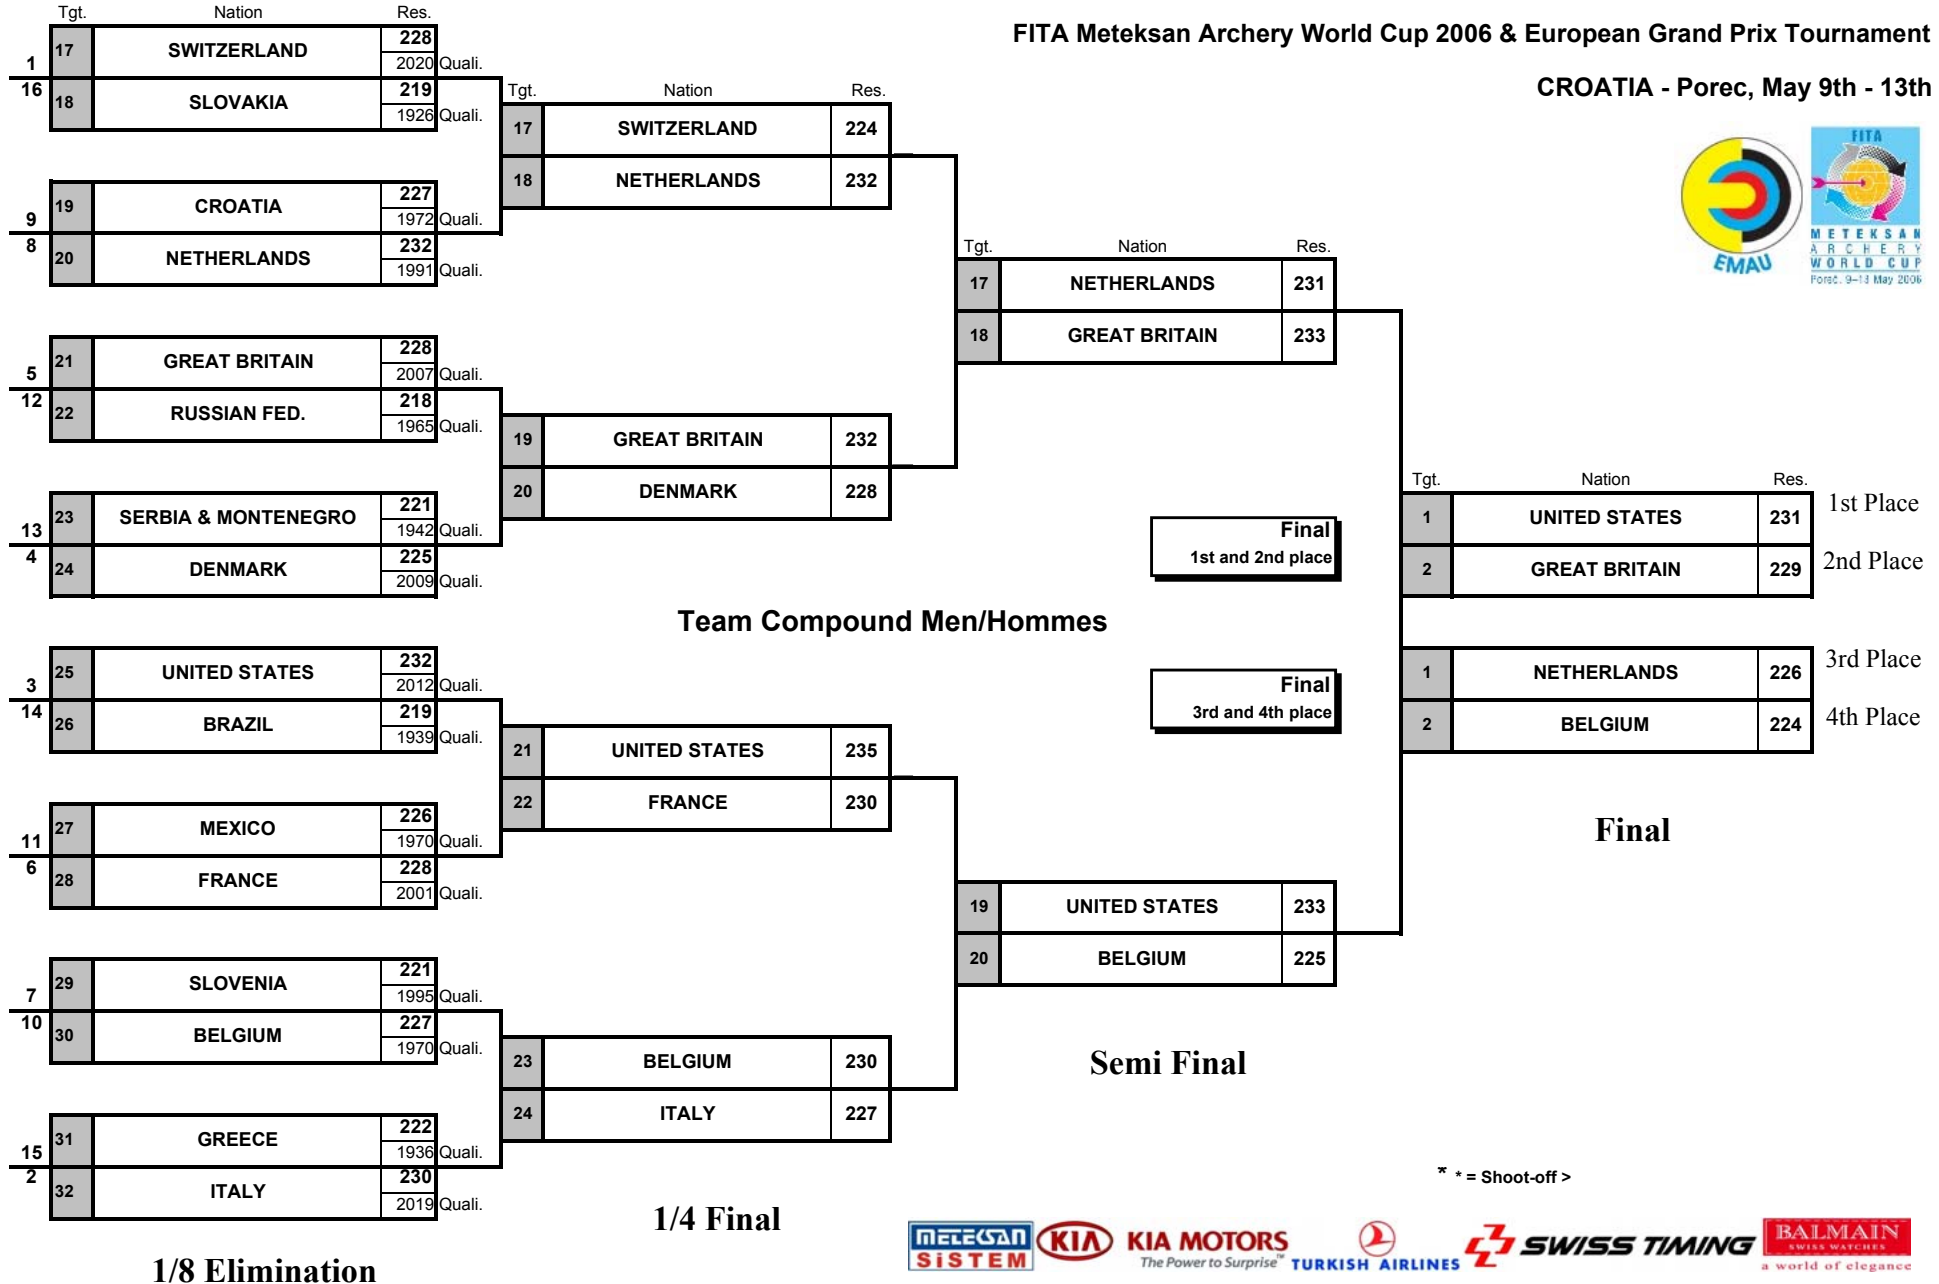 FITA Meteksan Archery World Cup 2006 & European Grand Prix Tournament
CROATIA - Porec, May 9th - 13th
FITA
METEKSAN
ARCHERY
WORLD CUP
Poreč. 9–13 May 2006
EMAU
Tgt. Nation Res.
1 17 SWITZERLAND 228
2020 Quali.
16 18 SLOVAKIA 219
1926 Quali.
9 19 CROATIA 227
1972 Quali.
8 20 NETHERLANDS 232
1991 Quali.
5 21 GREAT BRITAIN 228
2007 Quali.
12 22 RUSSIAN FED. 218
1965 Quali.
13 23 SERBIA & MONTENEGRO 221
1942 Quali.
4 24 DENMARK 225
2009 Quali.
3 25 UNITED STATES 232
2012 Quali.
14 26 BRAZIL 219
1939 Quali.
11 27 MEXICO 226
1970 Quali.
6 28 FRANCE 228
2001 Quali.
7 29 SLOVENIA 221
1995 Quali.
10 30 BELGIUM 227
1970 Quali.
15 31 GREECE 222
1936 Quali.
2 32 ITALY 230
2019 Quali.
1/8 Elimination
Tgt. Nation Res.
17 SWITZERLAND 224
18 NETHERLANDS 232
19 GREAT BRITAIN 232
20 DENMARK 228
Team Compound Men/Hommes
21 UNITED STATES 235
22 FRANCE 230
23 BELGIUM 230
24 ITALY 227
1/4 Final
Tgt. Nation Res.
17 NETHERLANDS 231
18 GREAT BRITAIN 233
19 UNITED STATES 233
20 BELGIUM 225
Semi Final
Final
1st and 2nd place
Tgt. Nation Res.
1 UNITED STATES 231 1st Place
2 GREAT BRITAIN 229 2nd Place
Final
3rd and 4th place
1 NETHERLANDS 226 3rd Place
2 BELGIUM 224 4th Place
Final
* * = Shoot-off >
METEKSAN
SİSTEM
KIA
KIA MOTORS
The Power to Surprise™
TURKISH AIRLINES
SWISS TIMING
BALMAIN
SWISS WATCHES
a world of elegance